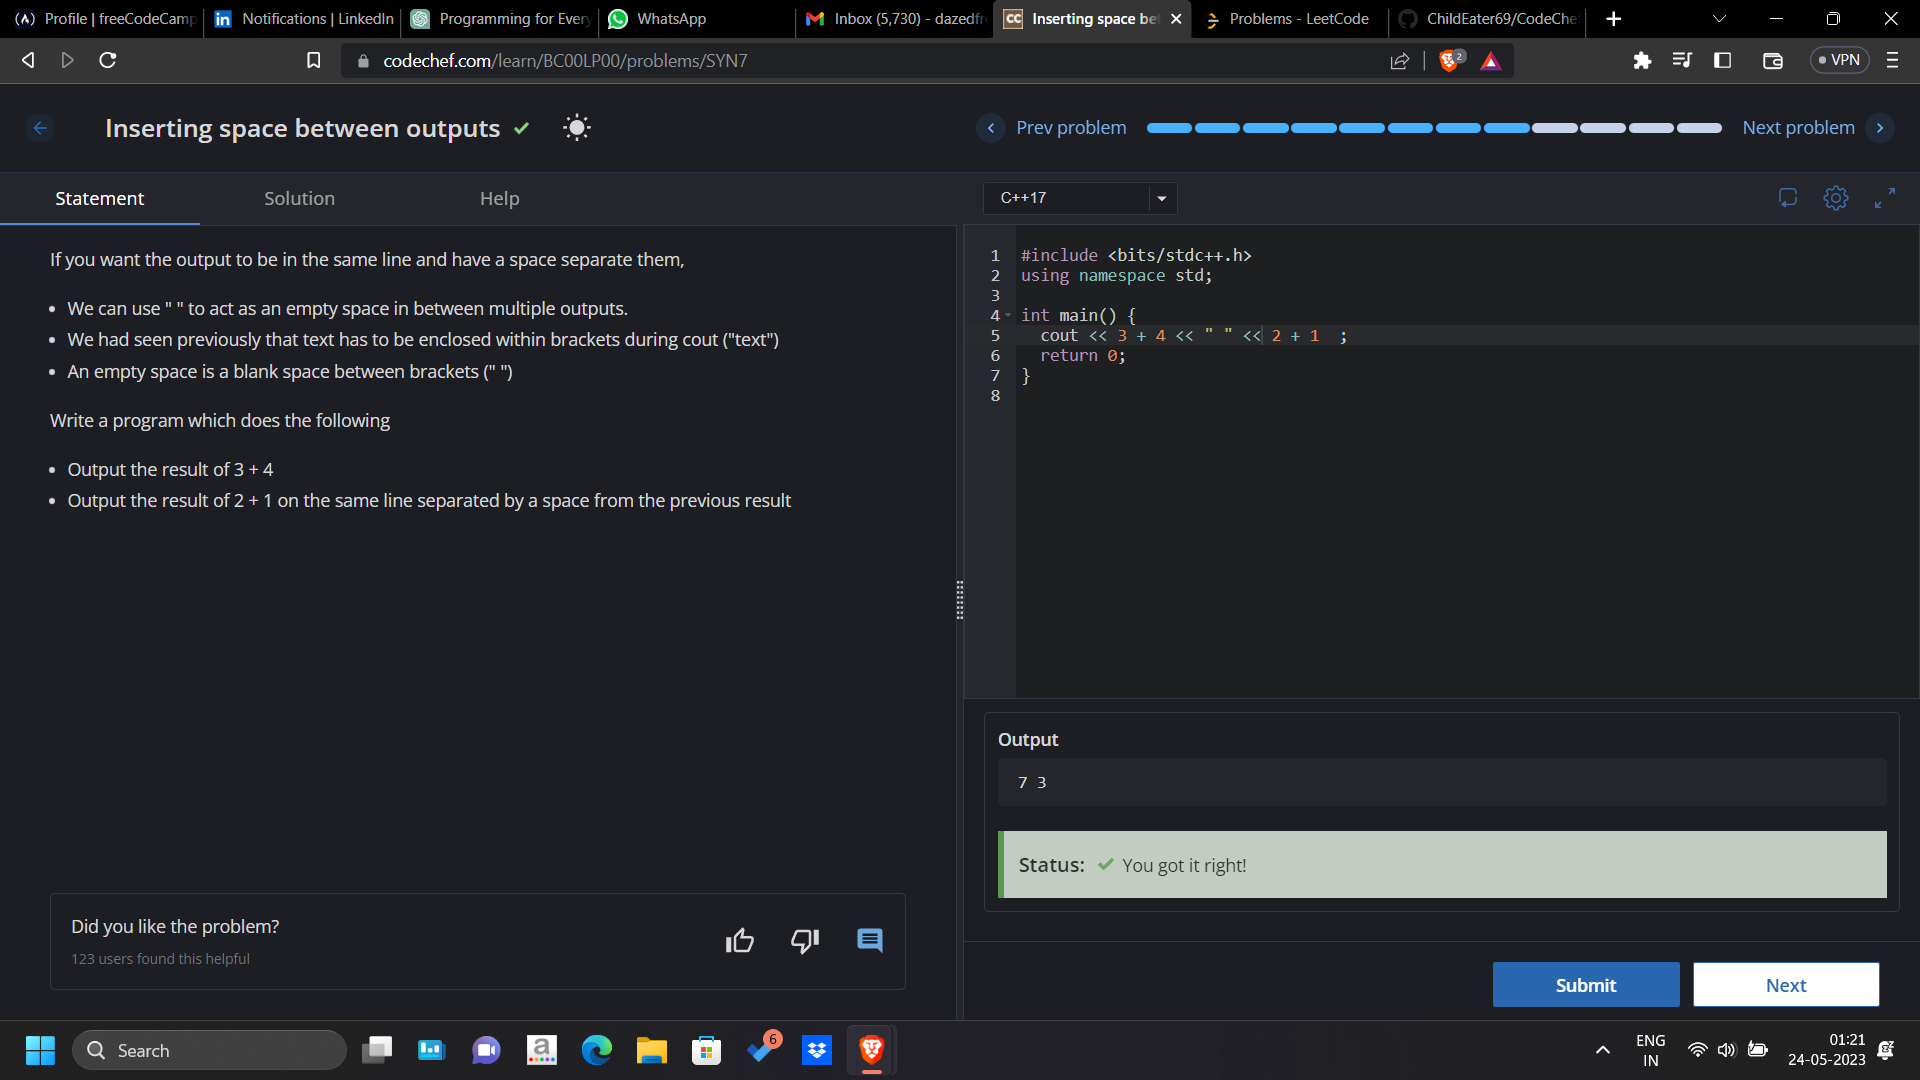 Profile | freeCodeCamp
Notifications | LinkedIn
Programming for Every
WhatsApp
Inbox (5,730) - dazedfr
Inserting space bet
Problems - LeetCode
ChildEater69/CodeChe
codechef.com/learn/BC00LP00/problems/SYN7
2
VPN
Inserting space between outputs
Prev problem
Next problem
Statement
Solution
Help
C++17
If you want the output to be in the same line and have a space separate them,
• We can use " " to act as an empty space in between multiple outputs.
• We had seen previously that text has to be enclosed within brackets during cout ("text")
• An empty space is a blank space between brackets (" ")
Write a program which does the following
• Output the result of 3 + 4
• Output the result of 2 + 1 on the same line separated by a space from the previous result
Did you like the problem?
123 users found this helpful
1 #include <bits/stdc++.h>
2 using namespace std;
3
4 int main() {
5   cout << 3 + 4 << " " << 2 + 1  ;
6   return 0;
7 }
8
Output
7 3
Status: You got it right!
Submit
Next
Search
a
6
ENG
IN
01:21
24-05-2023